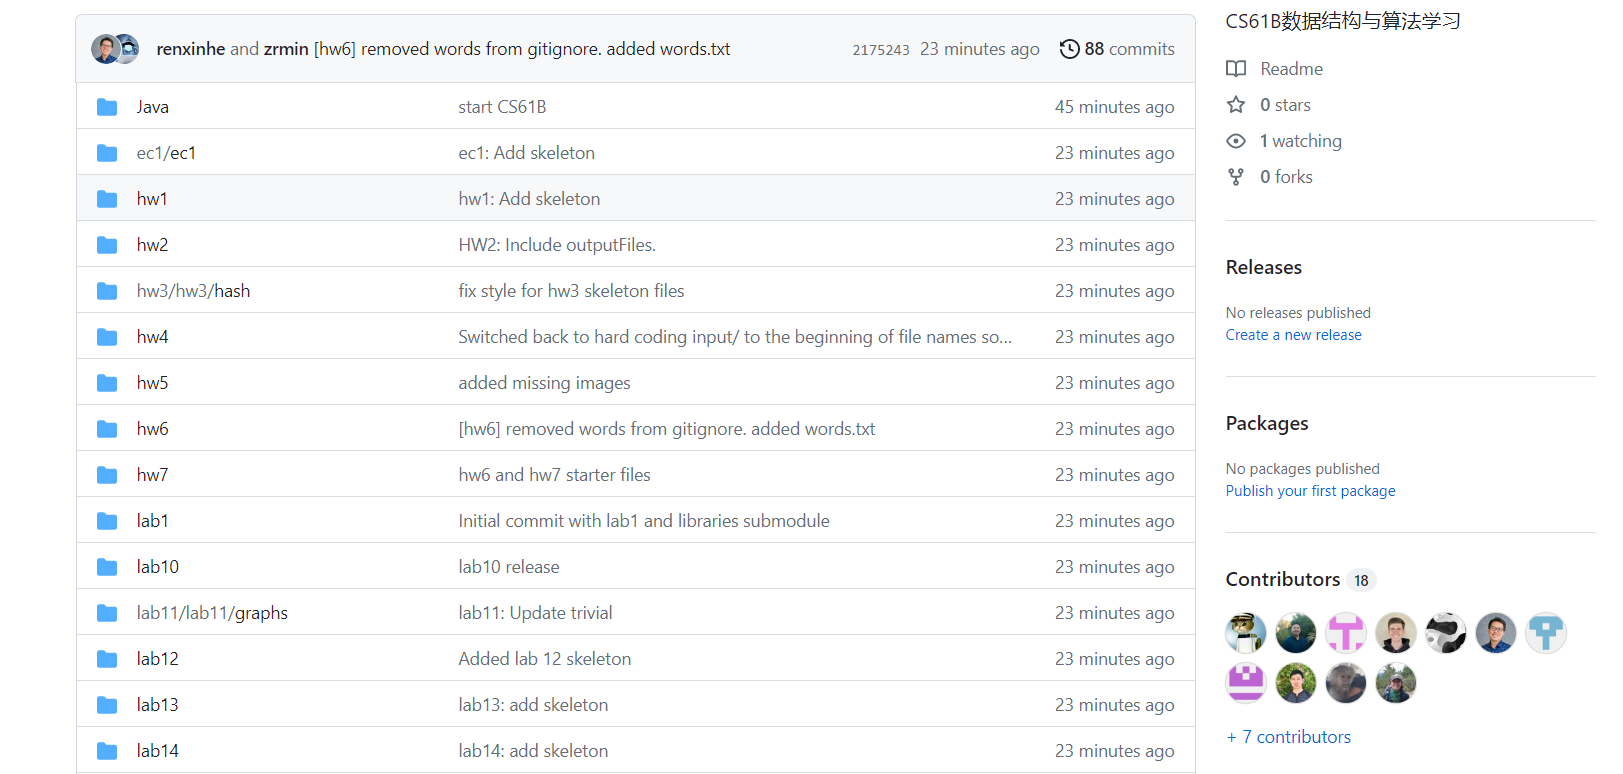 renxinhe and zrmin [hw6] removed words from gitignore. added words.txt 2175243 23 minutes ago 88 commits
Java start CS61B 45 minutes ago
ec1/ec1 ec1: Add skeleton 23 minutes ago
hw1 hw1: Add skeleton 23 minutes ago
hw2 HW2: Include outputFiles. 23 minutes ago
hw3/hw3/hash fix style for hw3 skeleton files 23 minutes ago
hw4 Switched back to hard coding input/ to the beginning of file names so... 23 minutes ago
hw5 added missing images 23 minutes ago
hw6 [hw6] removed words from gitignore. added words.txt 23 minutes ago
hw7 hw6 and hw7 starter files 23 minutes ago
lab1 Initial commit with lab1 and libraries submodule 23 minutes ago
lab10 lab10 release 23 minutes ago
lab11/lab11/graphs lab11: Update trivial 23 minutes ago
lab12 Added lab 12 skeleton 23 minutes ago
lab13 lab13: add skeleton 23 minutes ago
lab14 lab14: add skeleton 23 minutes ago
CS61B数据结构与算法学习
Readme
0 stars
1 watching
0 forks
Releases
No releases published
Create a new release
Packages
No packages published
Publish your first package
Contributors 18
+ 7 contributors